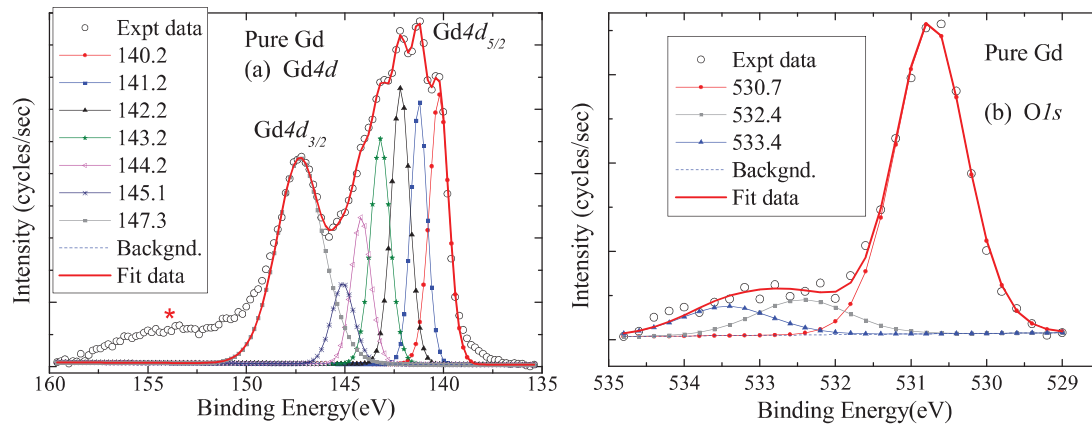 Expt data
140.2
141.2
142.2
143.2
144.2
145.1
147.3
Backgnd.
Fit data
Pure Gd
(a) Gd4d
Gd4d5/2
Gd4d3/2
*
Intensity (cycles/sec)
160 155 150 145 140 135
Binding Energy(eV)
Expt data
530.7
532.4
533.4
Backgnd.
Fit data
Pure Gd
(b) O1s
Intensity (cycles/sec)
535 534 533 532 531 530 529
Binding Energy(eV)